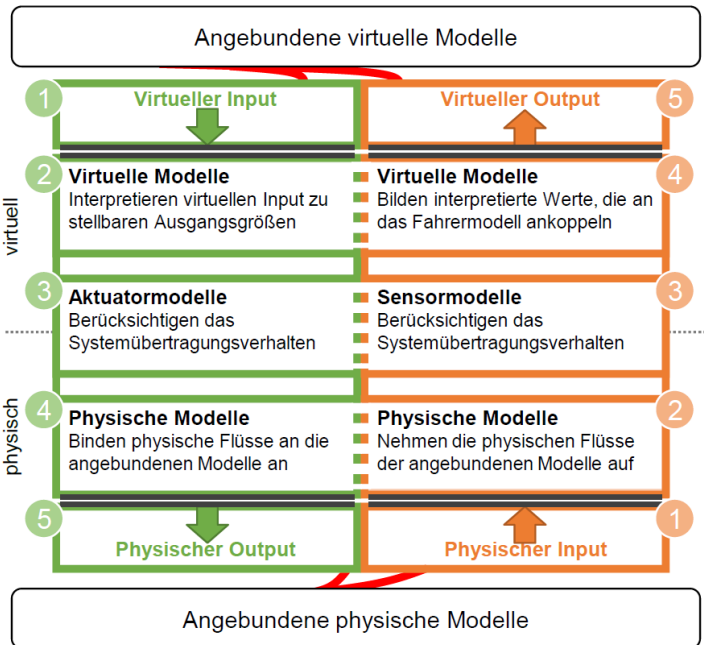 Angebundene virtuelle Modelle
1
Virtueller Input
Virtueller Output
5
virtuell
2
Virtuelle Modelle
Interpretieren virtuellen Input zu
stellbaren Ausgangsgrößen
Virtuelle Modelle
Bilden interpretierte Werte, die an
das Fahrermodell ankoppeln
4
3
Aktuatormodelle
Berücksichtigen das
Systemübertragungsverhalten
Sensormodelle
Berücksichtigen das
Systemübertragungsverhalten
3
physisch
4
Physische Modelle
Binden physische Flüsse an die
angebundenen Modelle an
Physische Modelle
Nehmen die physischen Flüsse
der angebundenen Modelle auf
2
5
Physischer Output
Physischer Input
1
Angebundene physische Modelle